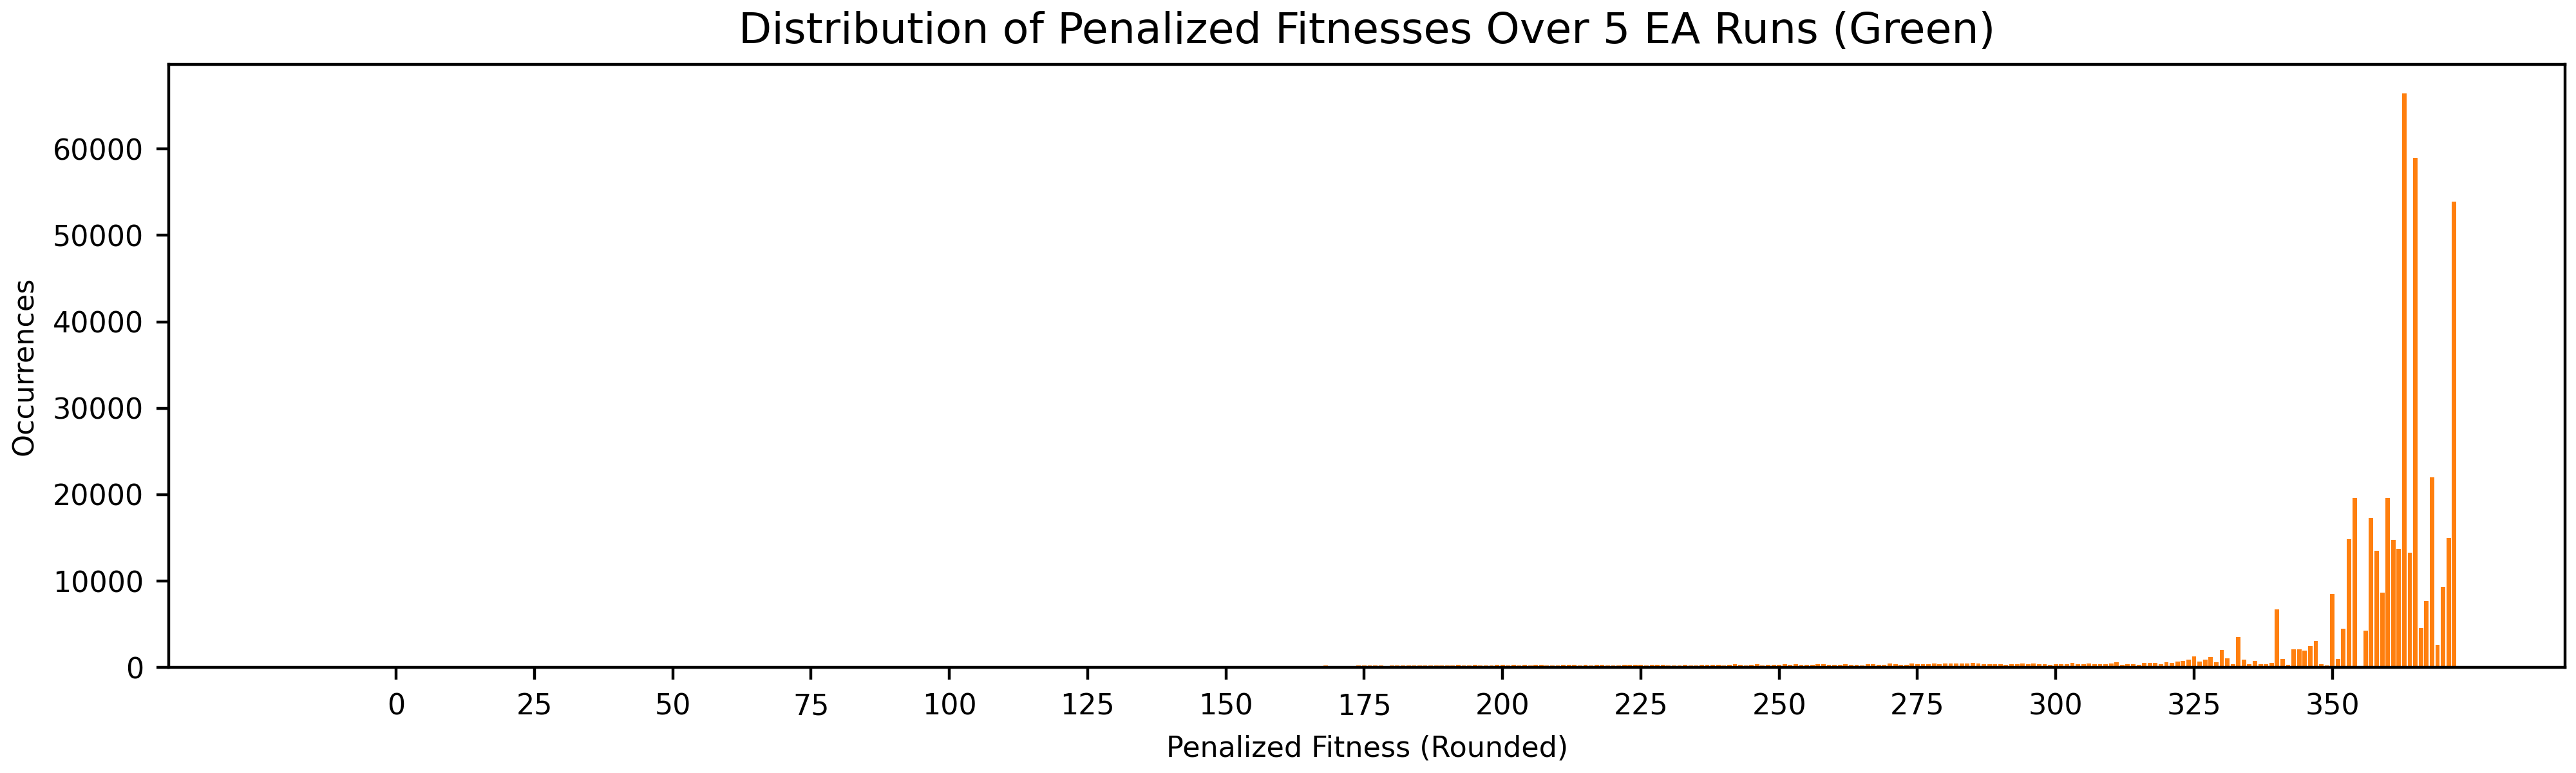 Distribution of Penalized Fitnesses Over 5 EA Runs (Green)
60000
50000
40000
30000
20000
10000
0
Occurrences
0 25 50 75 100 125 150 175 200 225 250 275 300 325 350
Penalized Fitness (Rounded)